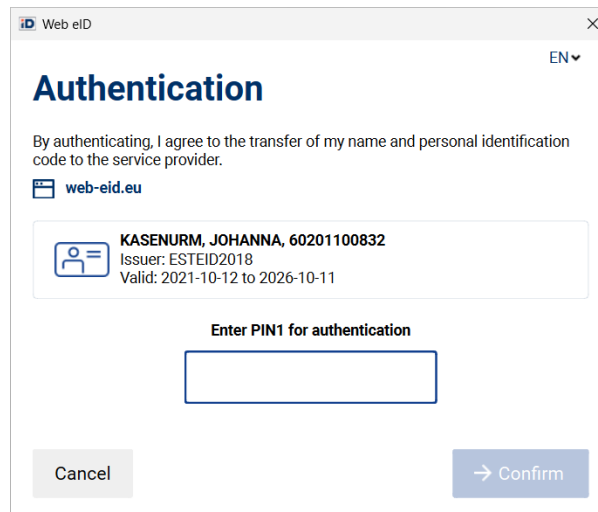 iD Web eID
EN
Authentication
By authenticating, I agree to the transfer of my name and personal identification
code to the service provider.
web-eid.eu
KASENURM, JOHANNA, 60201100832
Issuer: ESTEID2018
Valid: 2021-10-12 to 2026-10-11
Enter PIN1 for authentication
Cancel
→ Confirm